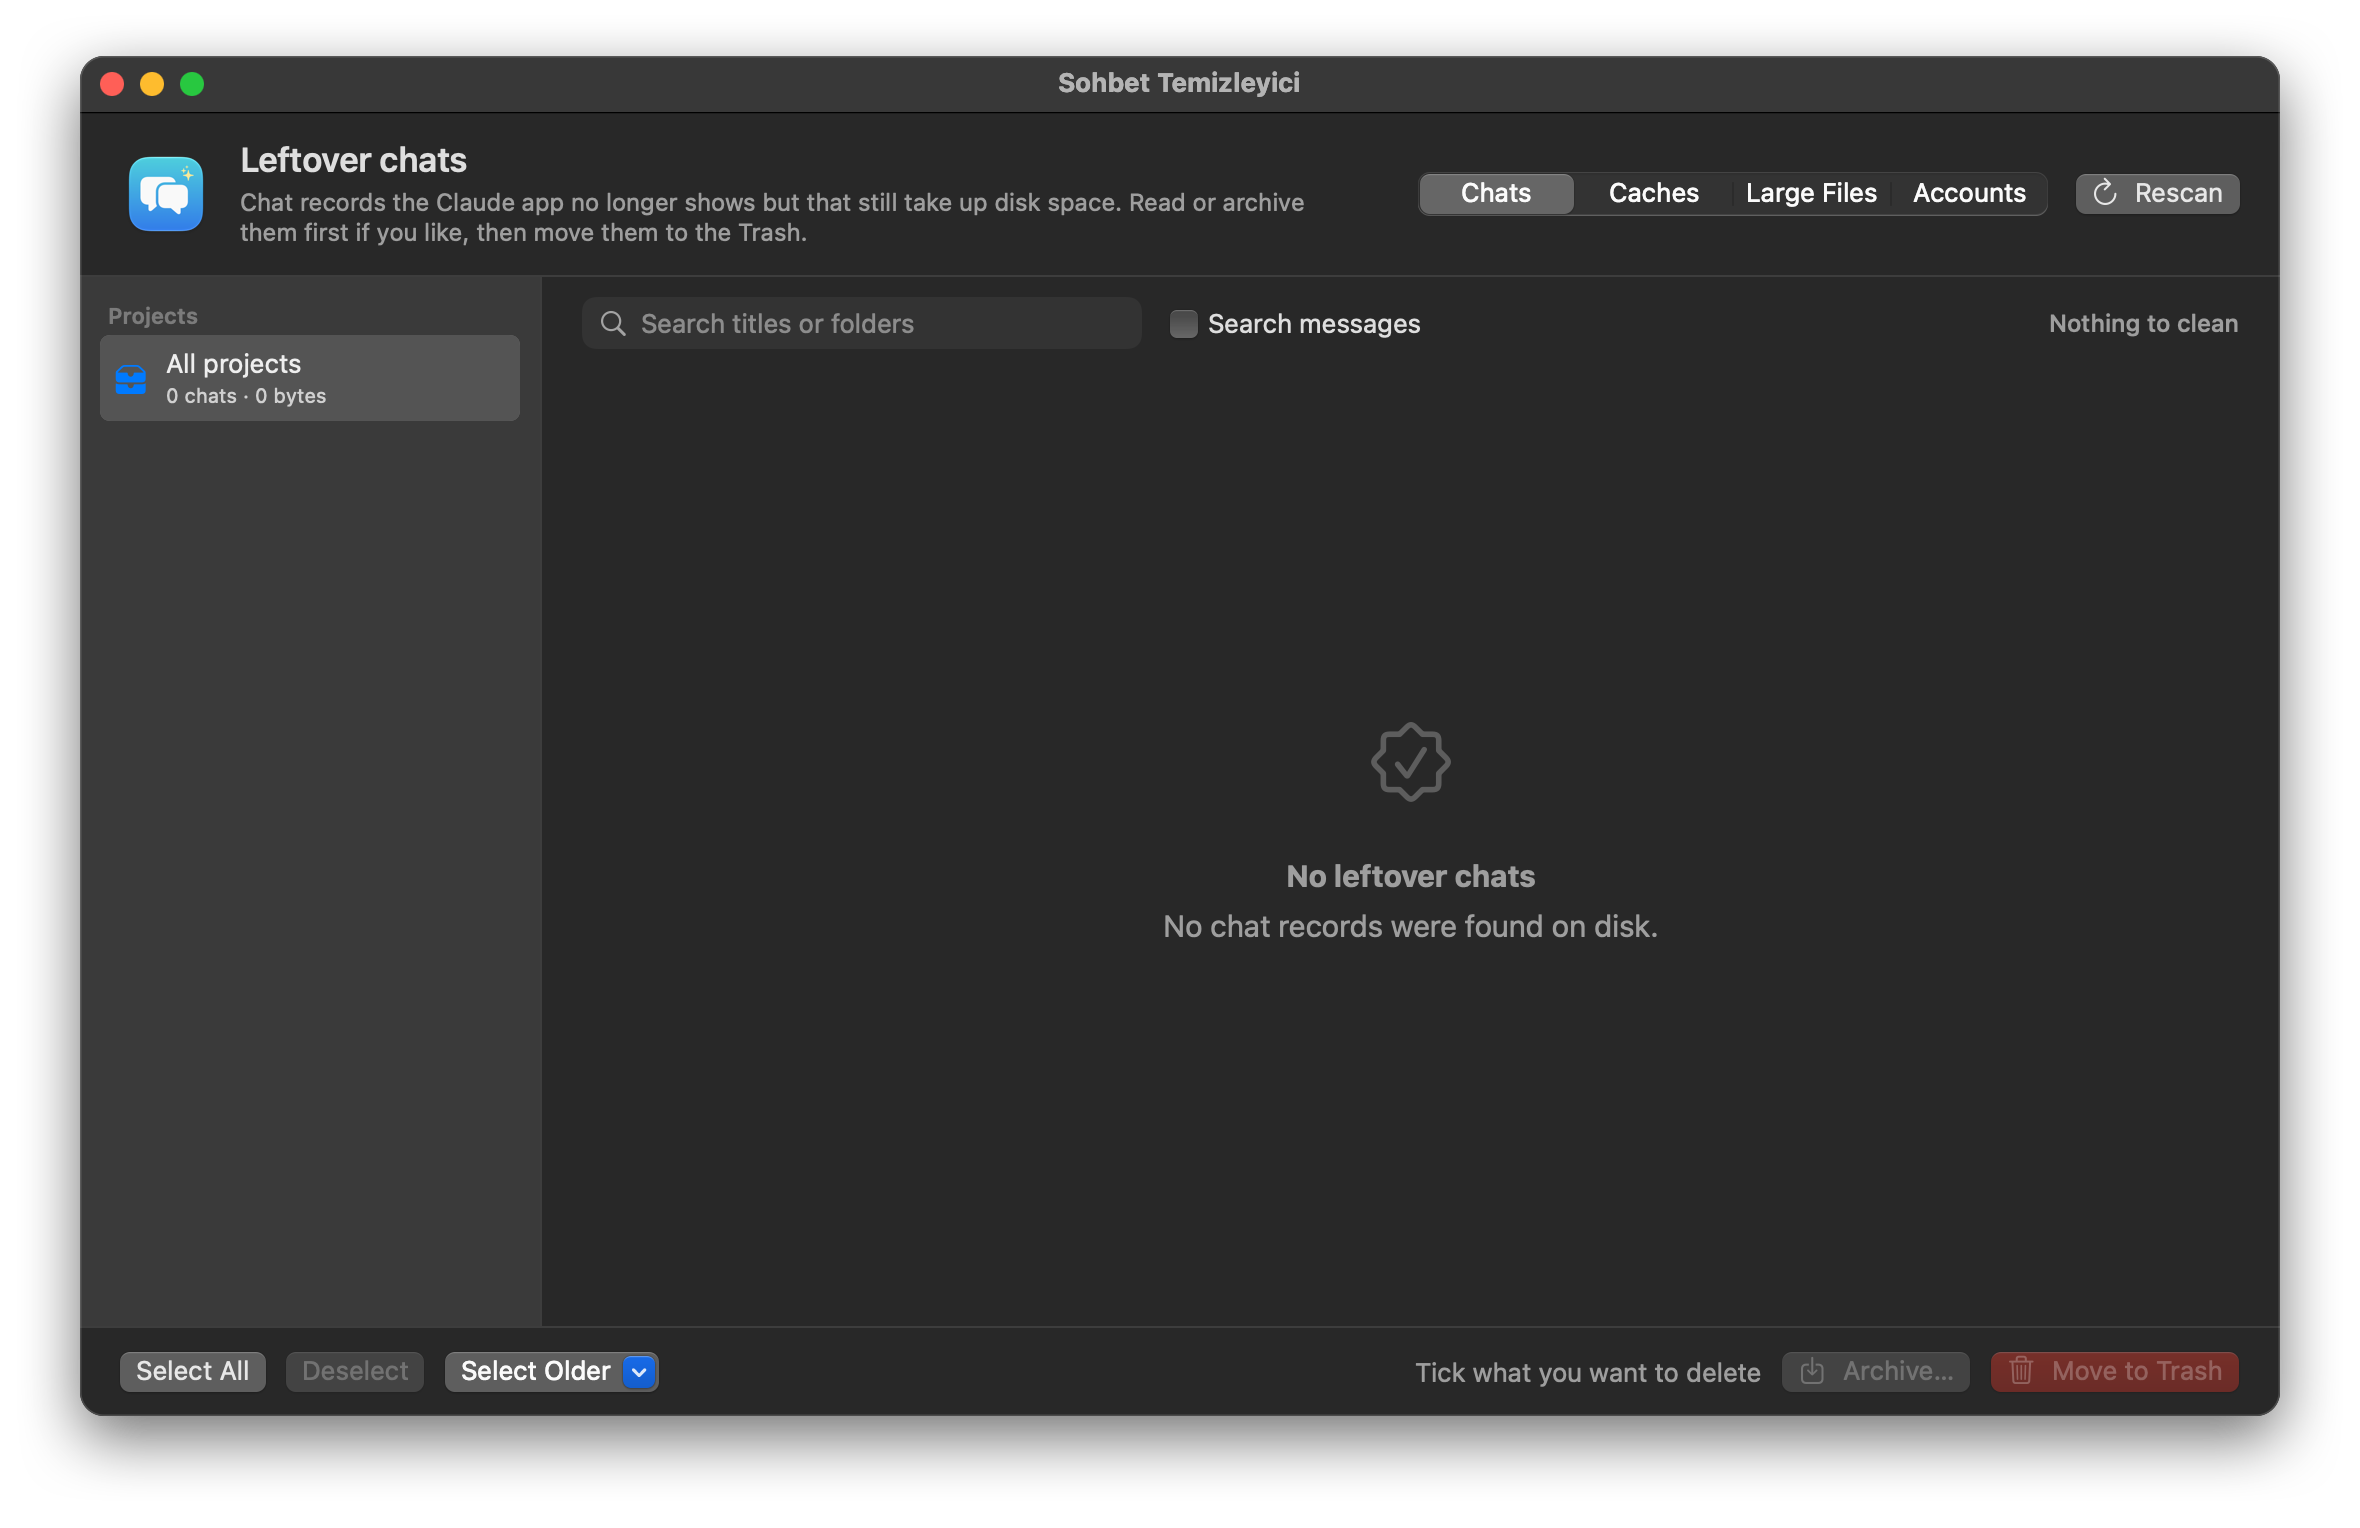 Sohbet Temizleyici
Leftover chats
Chat records the Claude app no longer shows but that still take up disk space. Read or archive
them first if you like, then move them to the Trash.
Chats
Caches
Large Files
Accounts
Rescan
Projects
All projects
0 chats · 0 bytes
Search titles or folders
Search messages
Nothing to clean
No leftover chats
No chat records were found on disk.
Select All
Deselect
Select Older
Tick what you want to delete
Archive...
Move to Trash